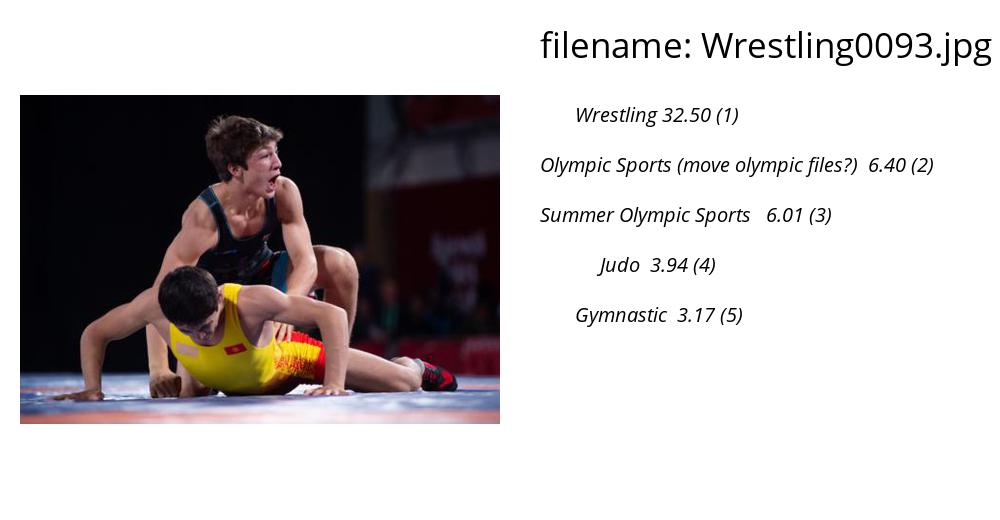 filename: Wrestling0093.jpg
Wrestling 32.50 (1)
Olympic Sports (move olympic files?) 6.40 (2)
Summer Olympic Sports 6.01 (3)
Judo 3.94 (4)
Gymnastic 3.17 (5)